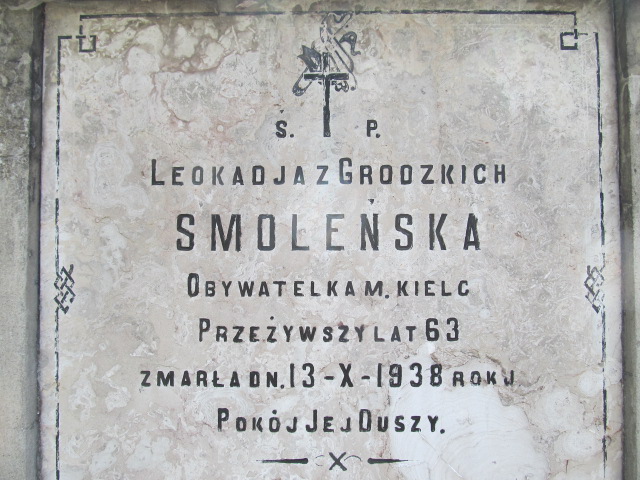 Ś. P.
LEOKADJA Z GRODZKICH
SMOLEŃSKA
OBYWATELKA M. KIELC
PRZEŻYWSZY LAT 63
ZMARŁA DN. 13-X-1938 ROKU
POKÓJ JEJ DUSZY.